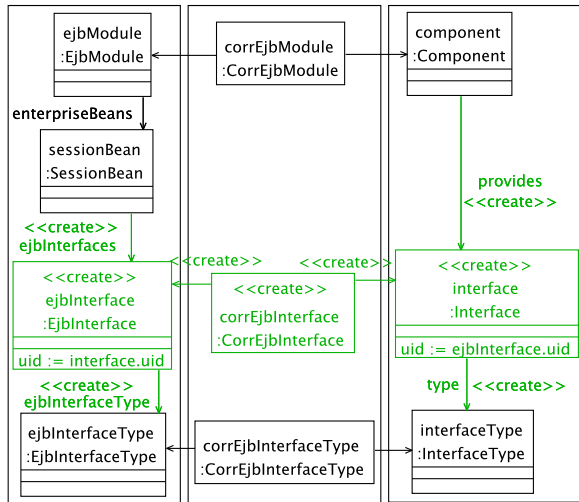 ejbModule
:EjbModule
corrEjbModule
:CorrEjbModule
component
:Component
enterpriseBeans
sessionBean
:SessionBean
provides
<<create>>
<<create>>
ejbInterfaces
<<create>>
<<create>>
<<create>>
ejbInterface
:EjbInterface
uid := interface.uid
<<create>>
corrEjbInterface
:CorrEjbInterface
<<create>>
interface
:Interface
uid := ejbInterface.uid
<<create>>
ejbInterfaceType
type
<<create>>
ejbInterfaceType
:EjbInterfaceType
corrEjbInterfaceType
:CorrEjbInterfaceType
interfaceType
:InterfaceType